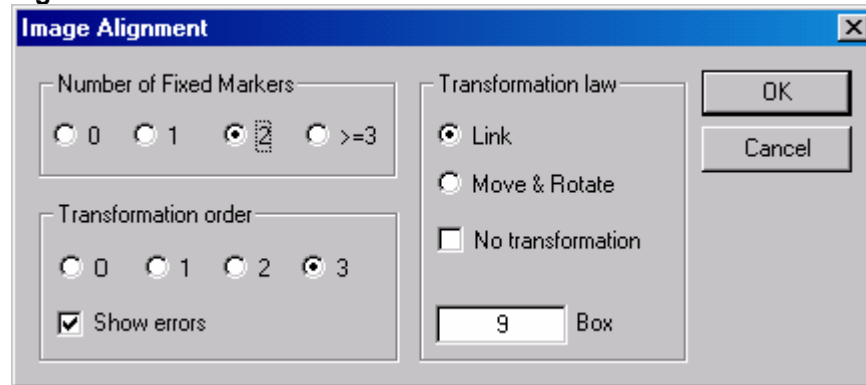 Image Alignment
Number of Fixed Markers
0 1 2 >=3
Transformation order
0 1 2 3
Show errors
Transformation law
Link
Move & Rotate
No transformation
9 Box
OK
Cancel